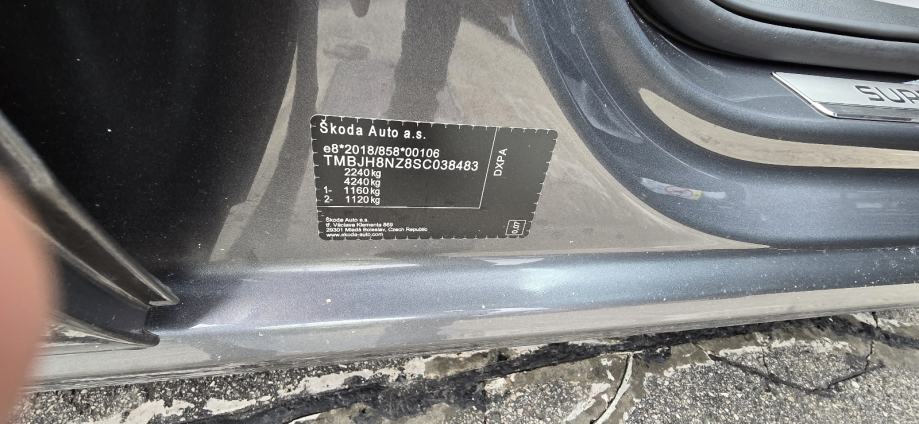 Škoda Auto a.s.
e8*2018/858*00106
TMBJH8NZ8SC038483
2240 kg
4240 kg
1- 1160 kg
2- 1120 kg
DXPA
Škoda Auto a.s.
tř. Václava Klementa 869
29301 Mladá Boleslav, Czech Republic
www.skoda-auto.com
SUP